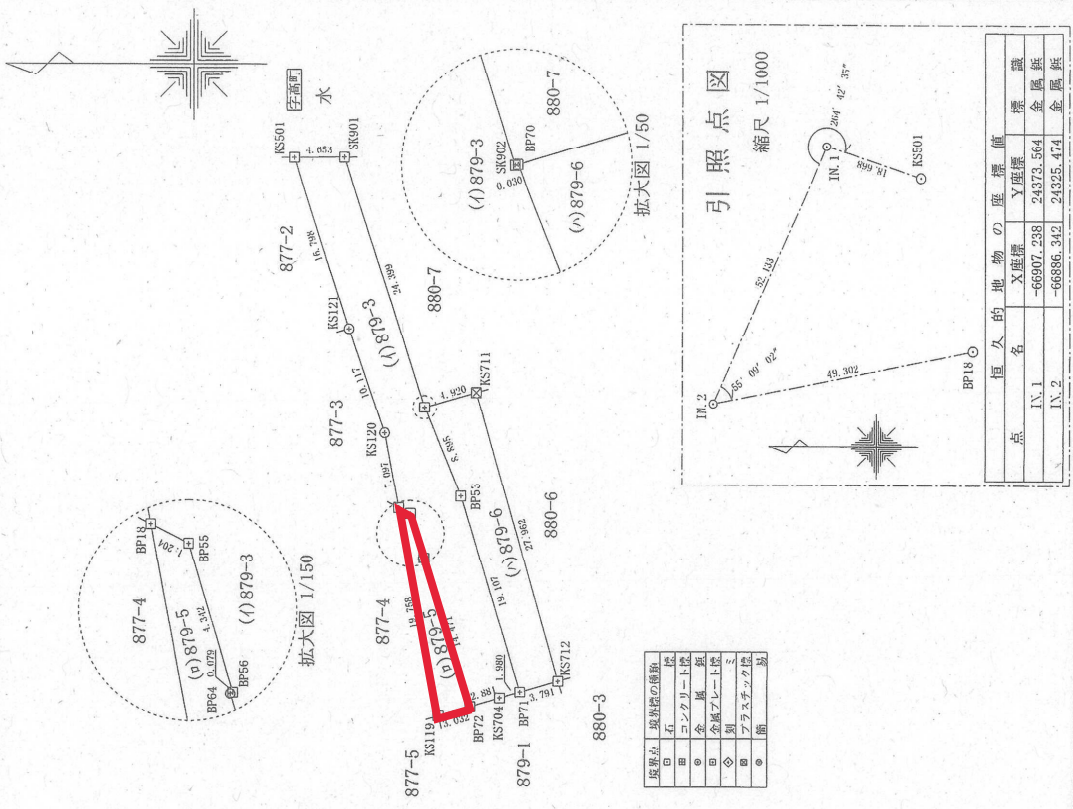 字高町
水
KS501
4.053
SK901
877-2
16.798
24.399
880-7
KS121
(イ)879-3
10.117
877-3
KS120
4.920
KS711
8.895
BP53
880-6
27.962
(ハ)879-6
19.107
877-4
19.758
(ロ)879-5
1.980
KS119
BP72
KS704
BP71
3.791
KS712
877-5
879-1
880-3
(イ)879-3
880-7
SK902
BP70
0.030
(ハ)879-6
拡大図 1/50
BP18
1.204
BP55
877-4
(ロ)879-5
4.342
(イ)879-3
0.079
BP64
BP56
拡大図 1/150
引照点図
縮尺 1/1000
264° 42′ 35″
IN.1
18.668
KS501
52.133
IN.2
55° 09′ 02″
49.302
BP18
恒久的地物の座標値
点名 X座標 Y座標 標識
IN.1 -66907.238 24373.564 金属鋲
IN.2 -66886.342 24325.474 金属鋲
境界点 境界標の種類
石標
コンクリート標
金属鋲
金属プレート標
刻ミ
プラスチック標